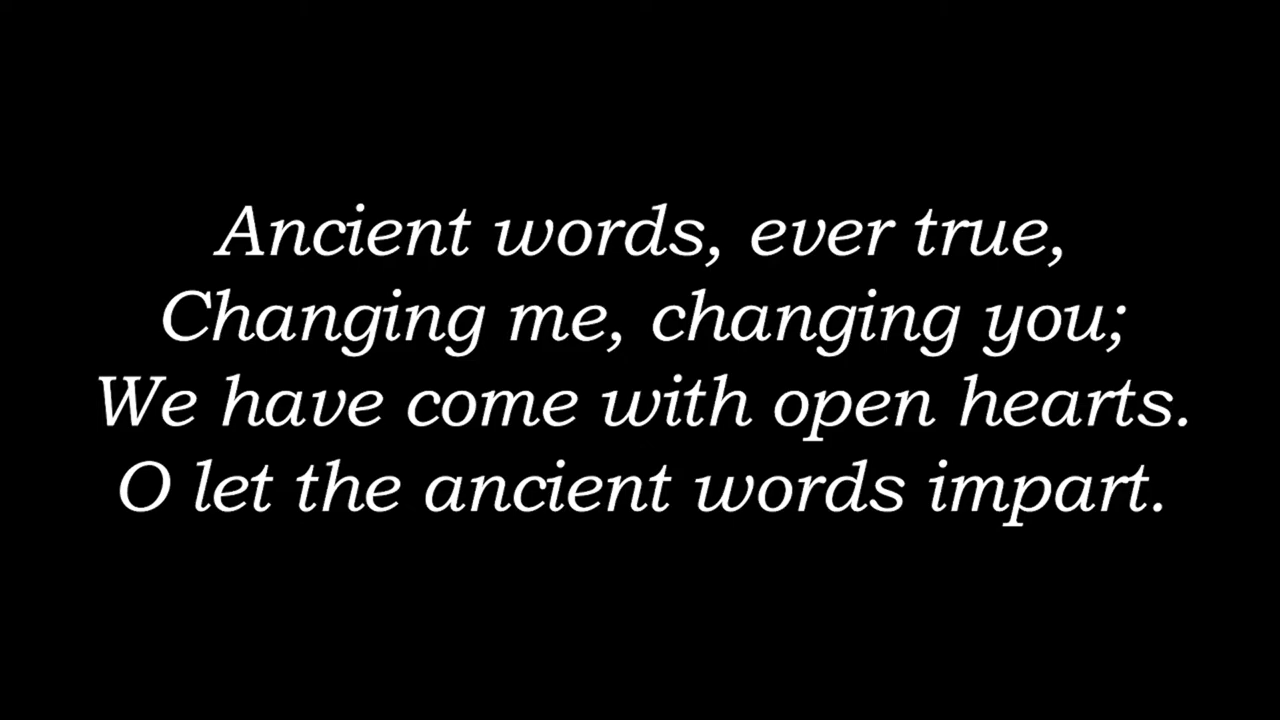 Ancient words, ever true,
Changing me, changing you;
We have come with open hearts.
O let the ancient words impart.